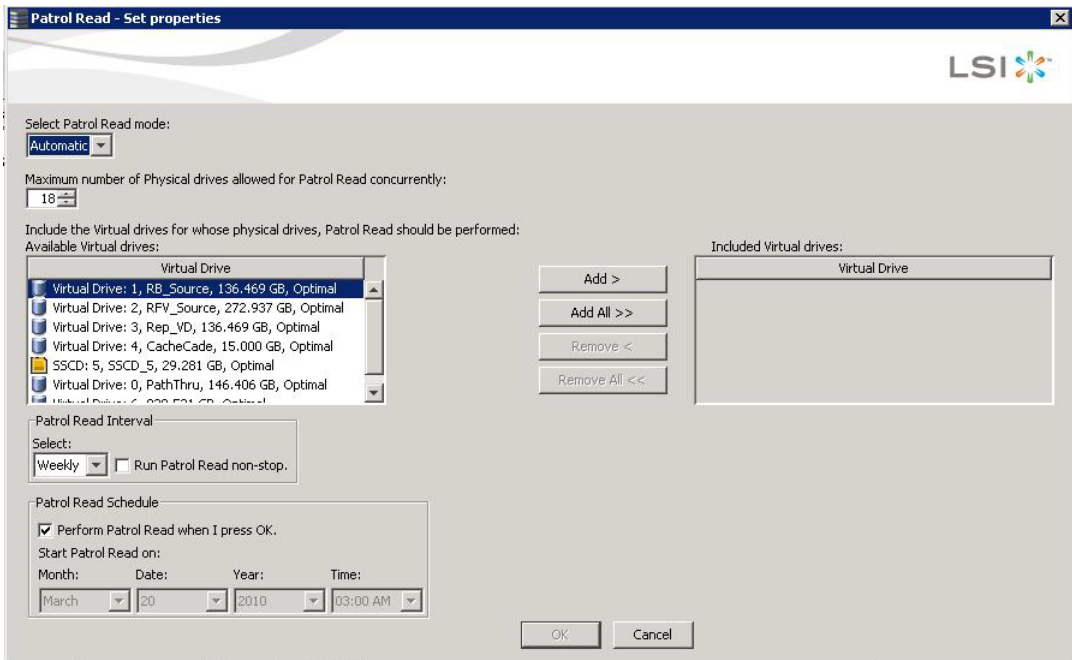 Patrol Read - Set properties
LSI
Select Patrol Read mode:
Automatic
Maximum number of Physical drives allowed for Patrol Read concurrently:
18
Include the Virtual drives for whose physical drives, Patrol Read should be performed:
Available Virtual drives:
Virtual Drive
Virtual Drive: 1, RB_Source, 136.469 GB, Optimal
Virtual Drive: 2, RFV_Source, 272.937 GB, Optimal
Virtual Drive: 3, Rep_VD, 136.469 GB, Optimal
Virtual Drive: 4, CacheCade, 15.000 GB, Optimal
SSCD: 5, SSCD_5, 29.281 GB, Optimal
Virtual Drive: 0, PathThru, 146.406 GB, Optimal
Add >
Add All >>
Remove <
Remove All <<
Included Virtual drives:
Virtual Drive
Patrol Read Interval
Select:
Weekly
Run Patrol Read non-stop.
Patrol Read Schedule
Perform Patrol Read when I press OK.
Start Patrol Read on:
Month: Date: Year: Time:
March 20 2010 03:00 AM
OK
Cancel